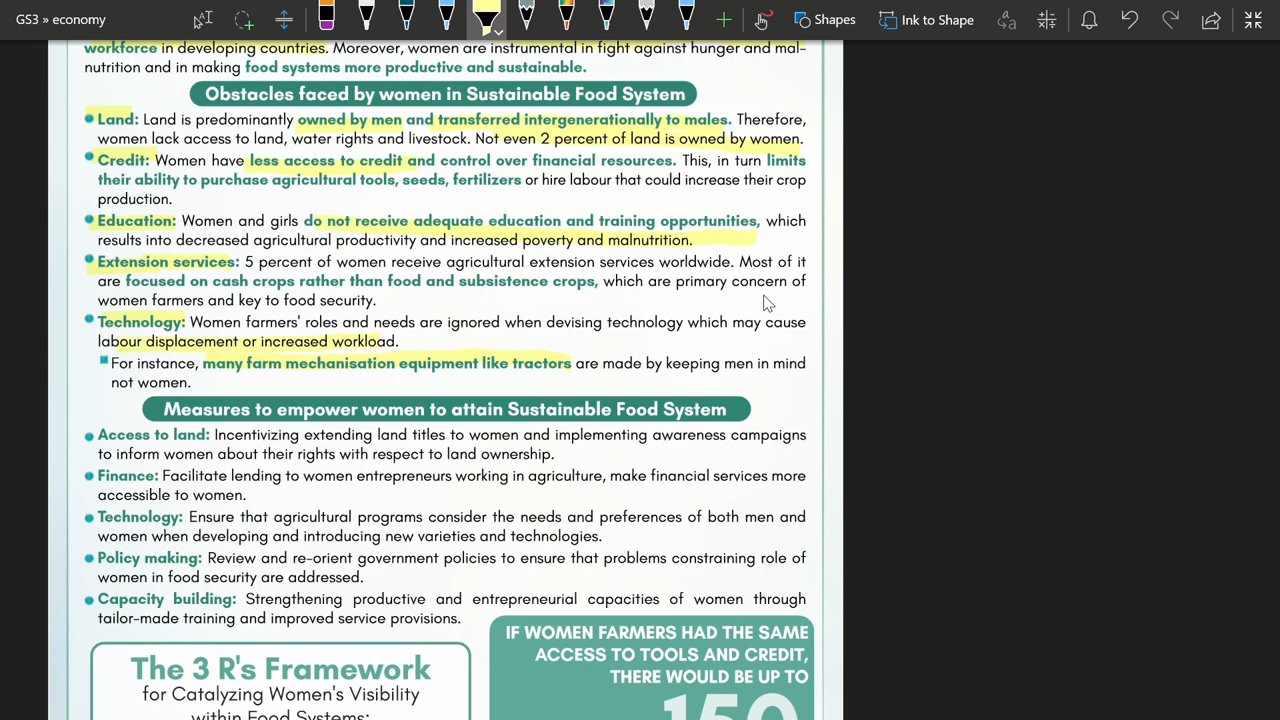 GS3 » economy
Shapes
Ink to Shape
workforce in developing countries. Moreover, women are instrumental in fight against hunger and mal-
nutrition and in making food systems more productive and sustainable.
Obstacles faced by women in Sustainable Food System
Land: Land is predominantly owned by men and transferred intergenerationally to males. Therefore,
women lack access to land, water rights and livestock. Not even 2 percent of land is owned by women.
Credit: Women have less access to credit and control over financial resources. This, in turn limits
their ability to purchase agricultural tools, seeds, fertilizers or hire labour that could increase their crop
production.
Education: Women and girls do not receive adequate education and training opportunities, which
results into decreased agricultural productivity and increased poverty and malnutrition.
Extension services: 5 percent of women receive agricultural extension services worldwide. Most of it
are focused on cash crops rather than food and subsistence crops, which are primary concern of
women farmers and key to food security.
Technology: Women farmers' roles and needs are ignored when devising technology which may cause
labour displacement or increased workload.
For instance, many farm mechanisation equipment like tractors are made by keeping men in mind
not women.
Measures to empower women to attain Sustainable Food System
Access to land: Incentivizing extending land titles to women and implementing awareness campaigns
to inform women about their rights with respect to land ownership.
Finance: Facilitate lending to women entrepreneurs working in agriculture, make financial services more
accessible to women.
Technology: Ensure that agricultural programs consider the needs and preferences of both men and
women when developing and introducing new varieties and technologies.
Policy making: Review and re-orient government policies to ensure that problems constraining role of
women in food security are addressed.
Capacity building: Strengthening productive and entrepreneurial capacities of women through
tailor-made training and improved service provisions.
The 3 R's Framework
for Catalyzing Women's Visibility
within Food Systems:
IF WOMEN FARMERS HAD THE SAME
ACCESS TO TOOLS AND CREDIT,
THERE WOULD BE UP TO
150